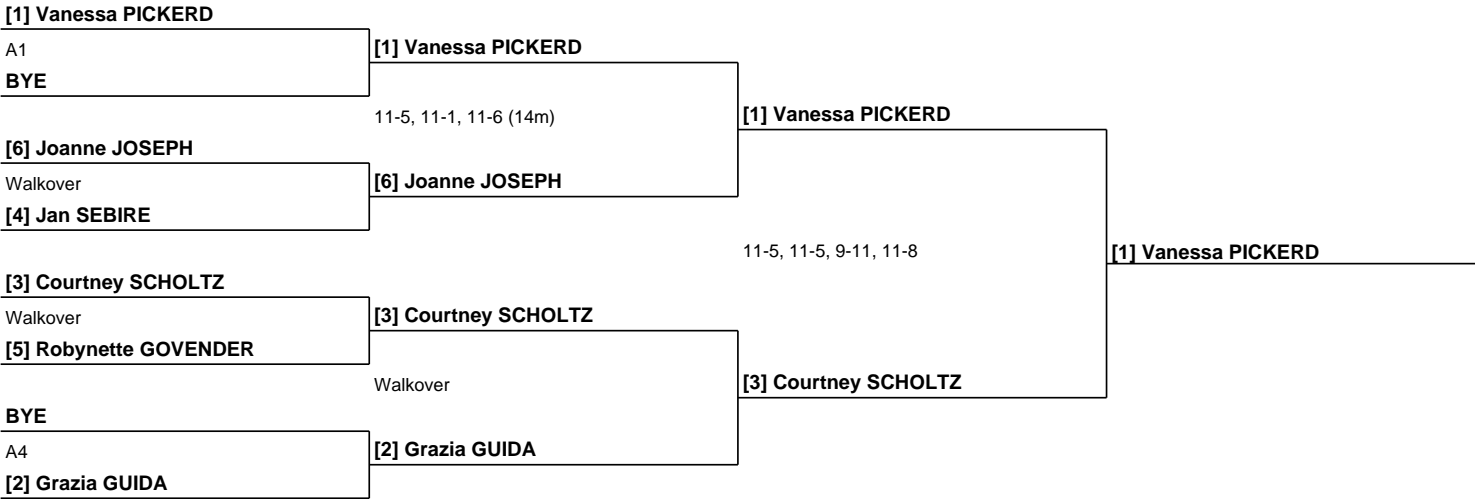 [1] Vanessa PICKERD
A1
BYE
[6] Joanne JOSEPH
Walkover
[4] Jan SEBIRE
[3] Courtney SCHOLTZ
Walkover
[5] Robynette GOVENDER
BYE
A4
[2] Grazia GUIDA
[1] Vanessa PICKERD
11-5, 11-1, 11-6 (14m)
[6] Joanne JOSEPH
[3] Courtney SCHOLTZ
Walkover
[2] Grazia GUIDA
[1] Vanessa PICKERD
11-5, 11-5, 9-11, 11-8
[3] Courtney SCHOLTZ
[1] Vanessa PICKERD